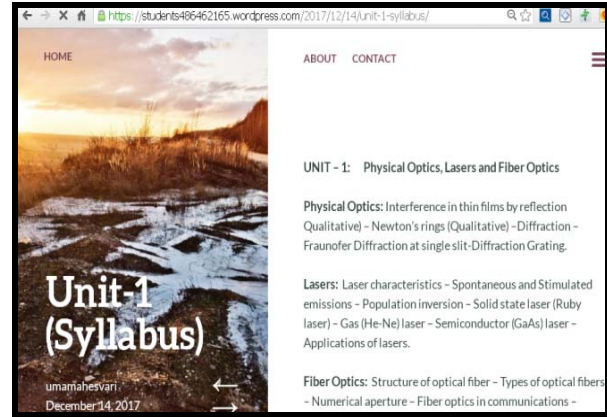 https://students486462165.wordpress.com/2017/12/14/unit-1-syllabus/
HOME
ABOUT CONTACT
Unit-1
(Syllabus)
umamahesvari
December 14, 2017
UNIT – 1: Physical Optics, Lasers and Fiber Optics
Physical Optics: Interference in thin films by reflection
Qualitative) – Newton's rings (Qualitative) –Diffraction –
Fraunofer Diffraction at single slit-Diffraction Grating.
Lasers: Laser characteristics – Spontaneous and Stimulated
emissions – Population inversion – Solid state laser (Ruby
laser) – Gas (He-Ne) laser – Semiconductor (GaAs) laser –
Applications of lasers.
Fiber Optics: Structure of optical fiber – Types of optical fibers
– Numerical aperture – Fiber optics in communications –